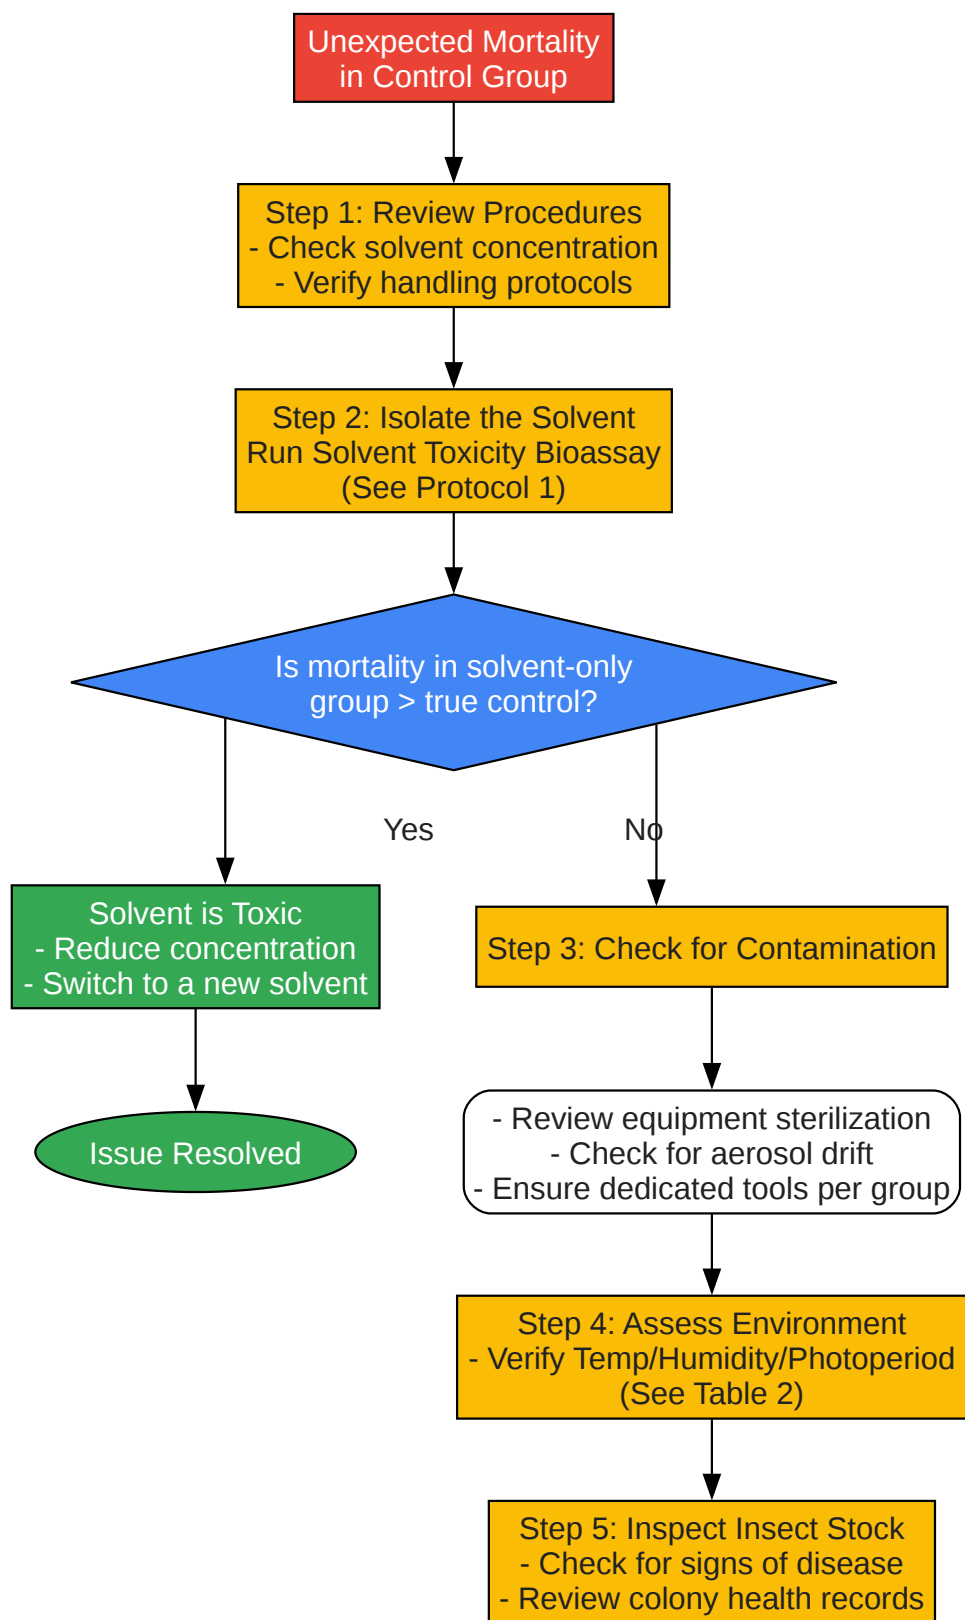 Unexpected Mortality
in Control Group
Step 1: Review Procedures
- Check solvent concentration
- Verify handling protocols
Step 2: Isolate the Solvent
Run Solvent Toxicity Bioassay
(See Protocol 1)
Is mortality in solvent-only
group > true control?
Yes
No
Solvent is Toxic
- Reduce concentration
- Switch to a new solvent
Step 3: Check for Contamination
Issue Resolved
- Review equipment sterilization
- Check for aerosol drift
- Ensure dedicated tools per group
Step 4: Assess Environment
- Verify Temp/Humidity/Photoperiod
(See Table 2)
Step 5: Inspect Insect Stock
- Check for signs of disease
- Review colony health records